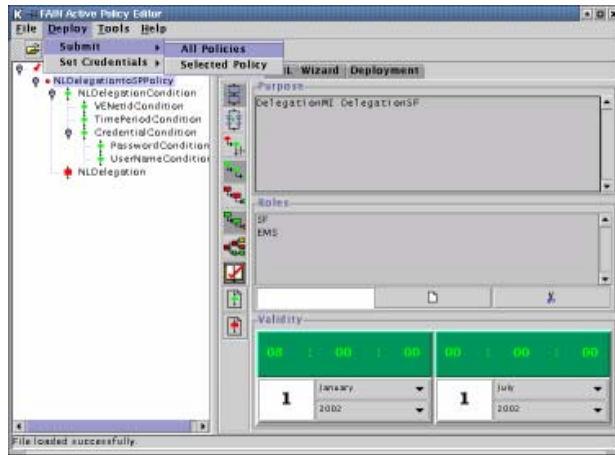 K FAIN Active Policy Editor
File Deploy Tools Help
Submit
All Policies
Set Credentials
Selected Policy
Wizard
Deployment
NLDelegationtoSPPolicy
NLDelegationCondition
VENetidCondition
TimePeriodCondition
CredentialCondition
PasswordCondition
UserNameCondition
NLDelegation
Purpose
DelegationMI DelegationSF
Roles
SF
EMS
Validity
08 : 00 : 00
00 : 00 : 00
1
January
2002
1
July
2002
File loaded successfully.